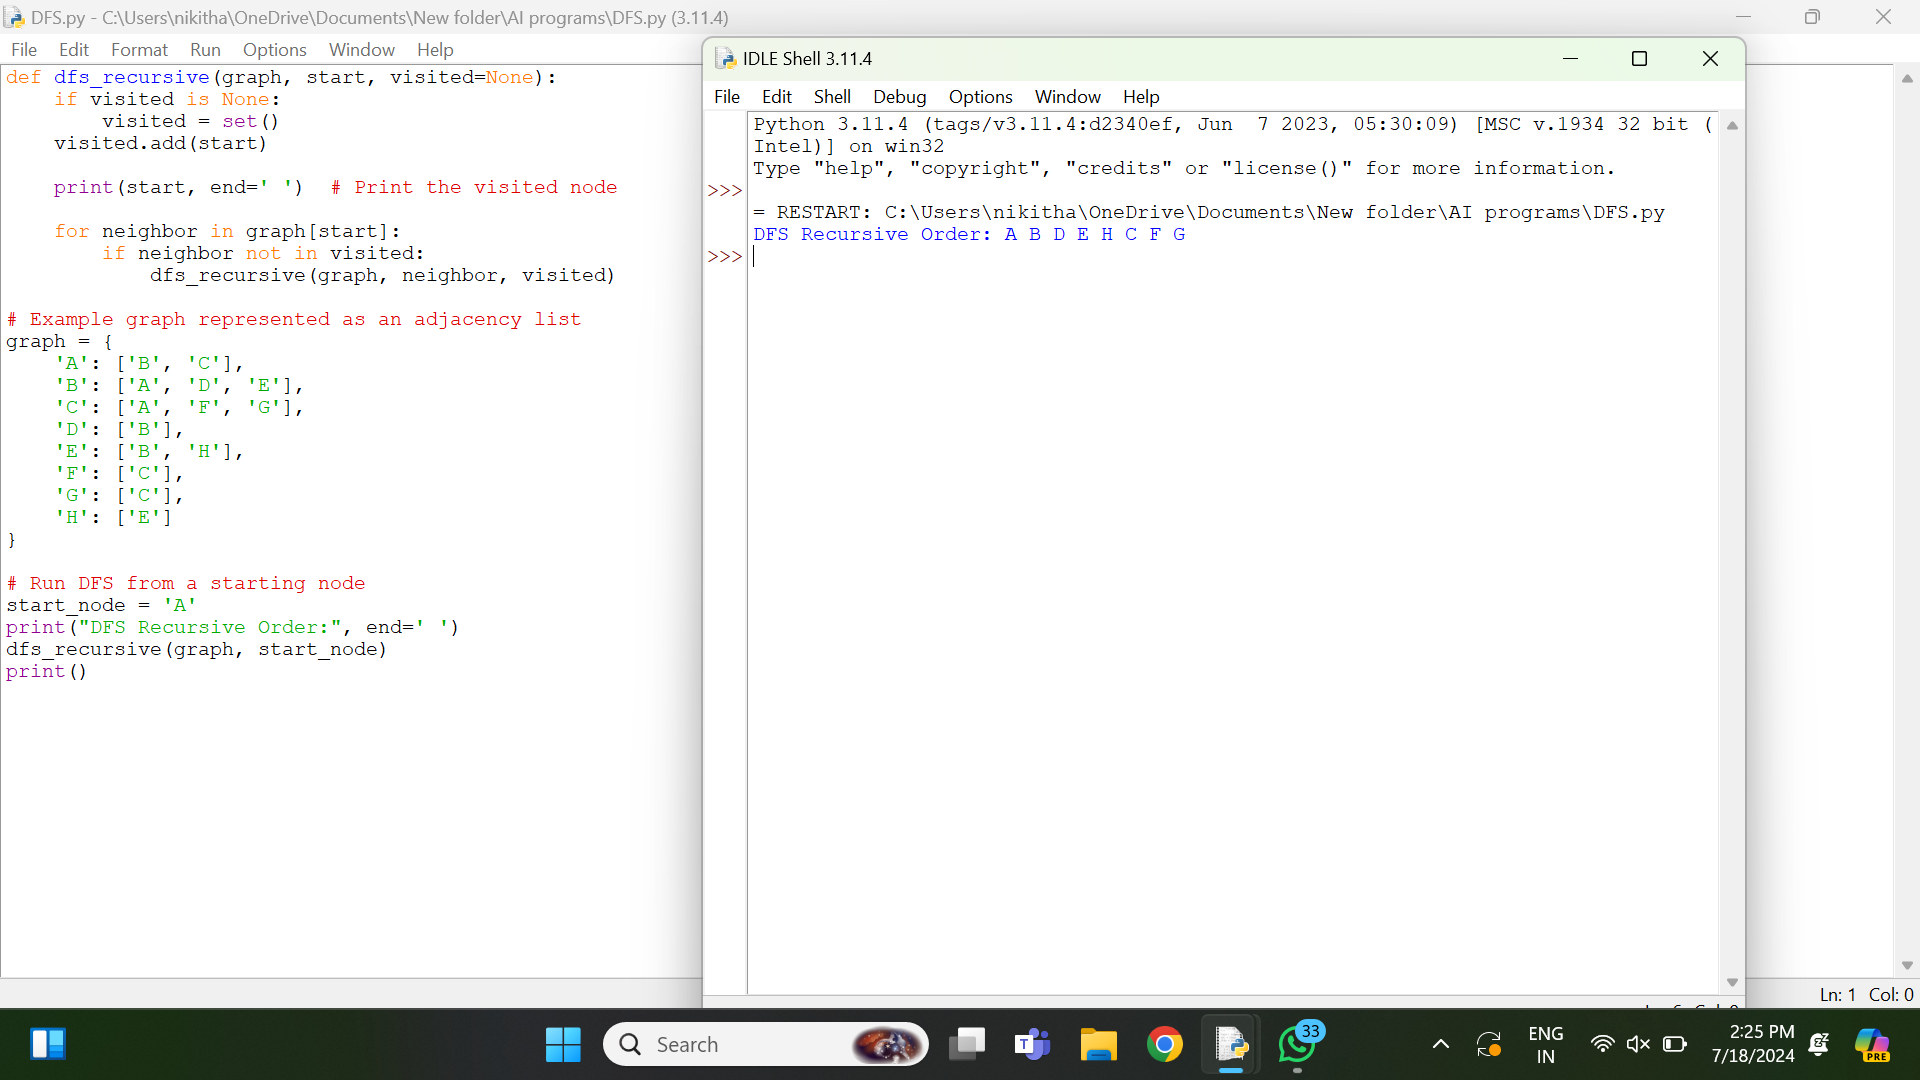 DFS.py - C:\Users\nikitha\OneDrive\Documents\New folder\AI programs\DFS.py (3.11.4)
File Edit Format Run Options Window Help
def dfs_recursive(graph, start, visited=None):
    if visited is None:
        visited = set()
    visited.add(start)
    print(start, end=' ')  # Print the visited node
    for neighbor in graph[start]:
        if neighbor not in visited:
            dfs_recursive(graph, neighbor, visited)
# Example graph represented as an adjacency list
graph = {
    'A': ['B', 'C'],
    'B': ['A', 'D', 'E'],
    'C': ['A', 'F', 'G'],
    'D': ['B'],
    'E': ['B', 'H'],
    'F': ['C'],
    'G': ['C'],
    'H': ['E']
}
# Run DFS from a starting node
start_node = 'A'
print("DFS Recursive Order:", end=' ')
dfs_recursive(graph, start_node)
print()
IDLE Shell 3.11.4
File Edit Shell Debug Options Window Help
Python 3.11.4 (tags/v3.11.4:d2340ef, Jun  7 2023, 05:30:09) [MSC v.1934 32 bit (
Intel)] on win32
Type "help", "copyright", "credits" or "license()" for more information.
>>>
= RESTART: C:\Users\nikitha\OneDrive\Documents\New folder\AI programs\DFS.py
DFS Recursive Order: A B D E H C F G
>>>
Ln: 1 Col: 0
Search
T
33
ENG
IN
2:25 PM
7/18/2024
PRE